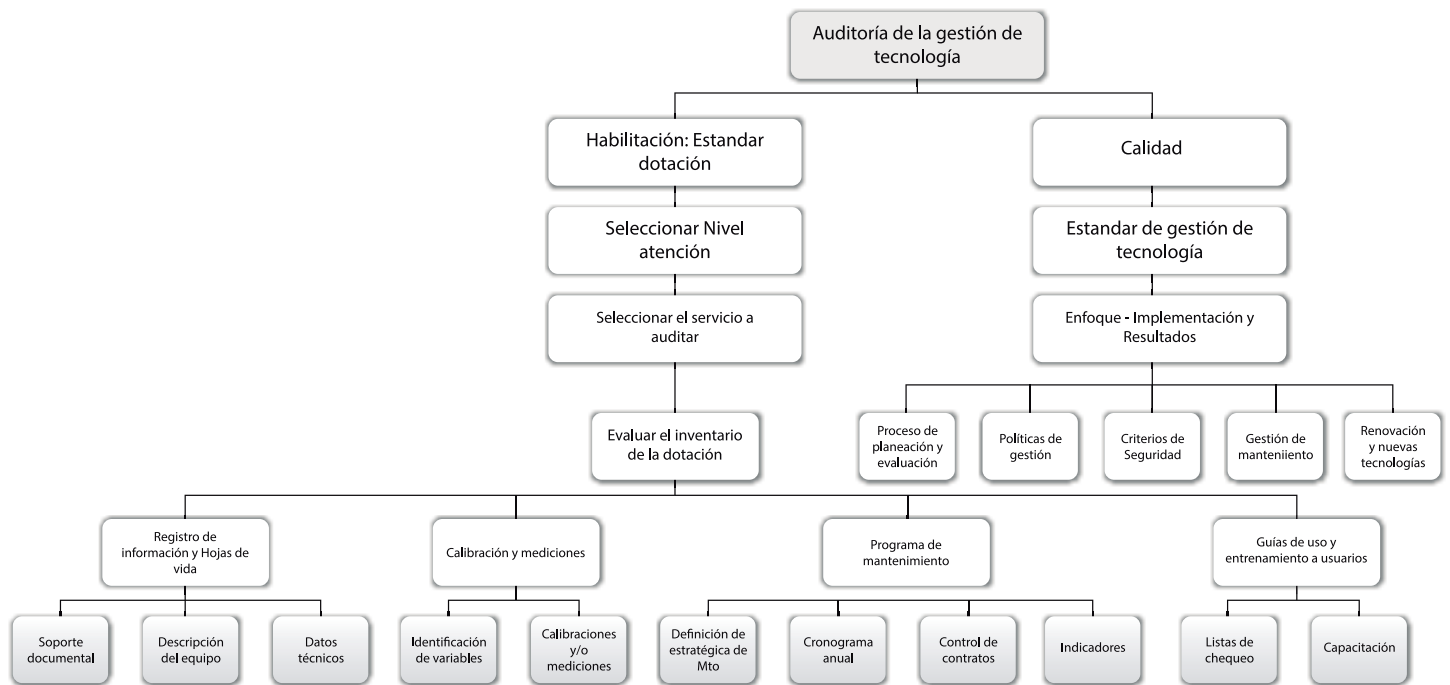 Auditoría de la gestión de
tecnología
Habilitación: Estandar
dotación
Calidad
Seleccionar Nivel
atención
Estandar de gestión de
tecnología
Seleccionar el servicio a
auditar
Enfoque - Implementación y
Resultados
Evaluar el inventario
de la dotación
Proceso de
planeación y
evaluación
Políticas de
gestión
Criterios de
Seguridad
Gestión de
manteniiento
Renovación
y nuevas
tecnologías
Registro de
información y Hojas de
vida
Calibración y mediciones
Programa de
mantenimiento
Guías de uso y
entrenamiento a usuarios
Soporte
documental
Descripción
del equipo
Datos
técnicos
Identificación
de variables
Calibraciones
y/o
mediciones
Definición de
estratégica de
Mto
Cronograma
anual
Control de
contratos
Indicadores
Listas de
chequeo
Capacitación